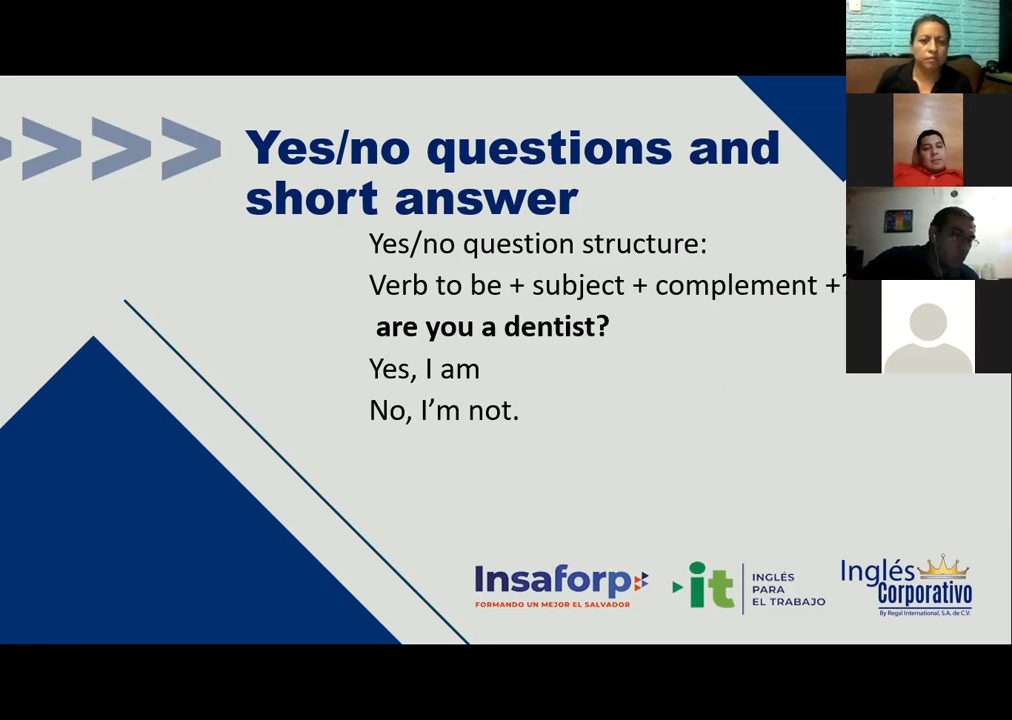 >>>>
Yes/no questions and
short answer
Yes/no question structure:
Verb to be + subject + complement +?
are you a dentist?
Yes, I am
No, I’m not.
Insaforp
FORMANDO UN MEJOR EL SALVADOR
it
INGLÉS
PARA
EL TRABAJO
Inglés
Corporativo
By Regal International, S.A. de C.V.